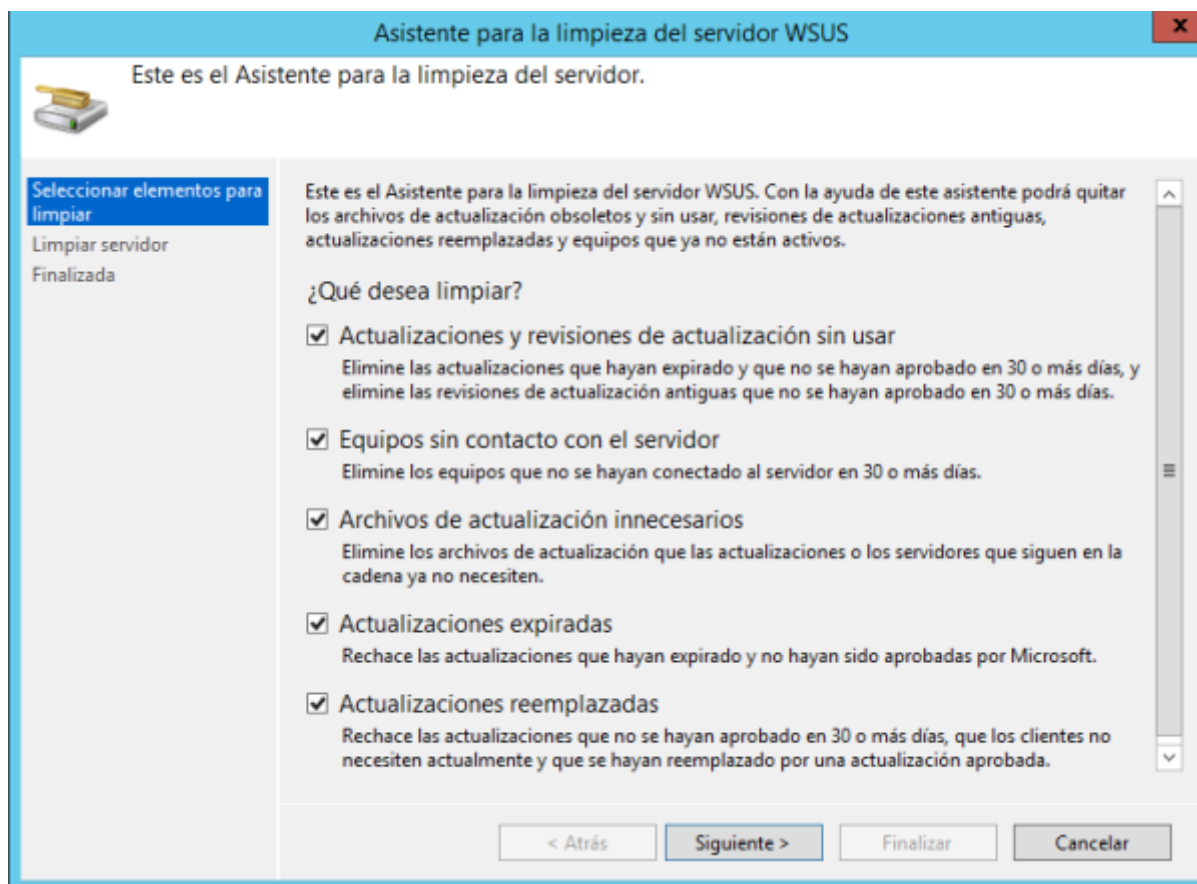 Asistente para la limpieza del servidor WSUS
x
Este es el Asistente para la limpieza del servidor.
Seleccionar elementos para
limpiar
Limpiar servidor
Finalizada
Este es el Asistente para la limpieza del servidor WSUS. Con la ayuda de este asistente podrá quitar
los archivos de actualización obsoletos y sin usar, revisiones de actualizaciones antiguas,
actualizaciones reemplazadas y equipos que ya no están activos.
¿Qué desea limpiar?
Actualizaciones y revisiones de actualización sin usar
Elimine las actualizaciones que hayan expirado y que no se hayan aprobado en 30 o más días, y
elimine las revisiones de actualización antiguas que no se hayan aprobado en 30 o más días.
Equipos sin contacto con el servidor
Elimine los equipos que no se hayan conectado al servidor en 30 o más días.
Archivos de actualización innecesarios
Elimine los archivos de actualización que las actualizaciones o los servidores que siguen en la
cadena ya no necesiten.
Actualizaciones expiradas
Rechace las actualizaciones que hayan expirado y no hayan sido aprobadas por Microsoft.
Actualizaciones reemplazadas
Rechace las actualizaciones que no se hayan aprobado en 30 o más días, que los clientes no
necesiten actualmente y que se hayan reemplazado por una actualización aprobada.
< Atrás
Siguiente >
Finalizar
Cancelar